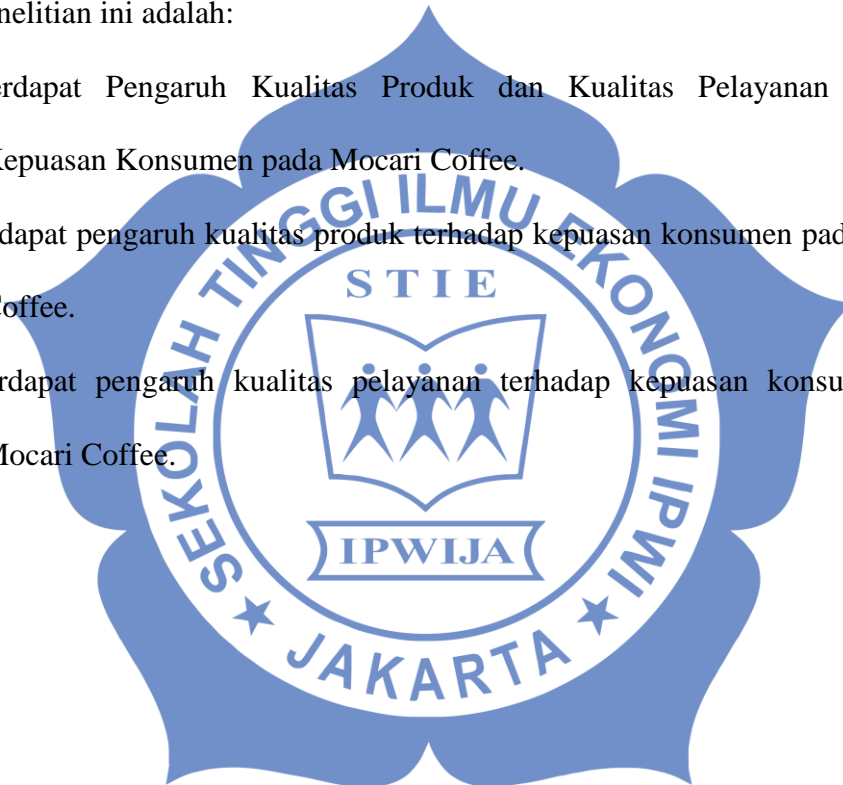 nelitian ini adalah:
erdapat Pengaruh Kualitas Produk dan Kualitas Pelayanan
Kepuasan Konsumen pada Mocari Coffee.
dapat pengaruh kualitas produk terhadap kepuasan konsumen pad
Coffee.
rdapat pengaruh kualitas pelayanan terhadap kepuasan konsu
Mocari Coffee.
SEKOLAH TINGGI ILMU EKONOMI IPWI
STIE
IPWIJA
★ JAKARTA ★